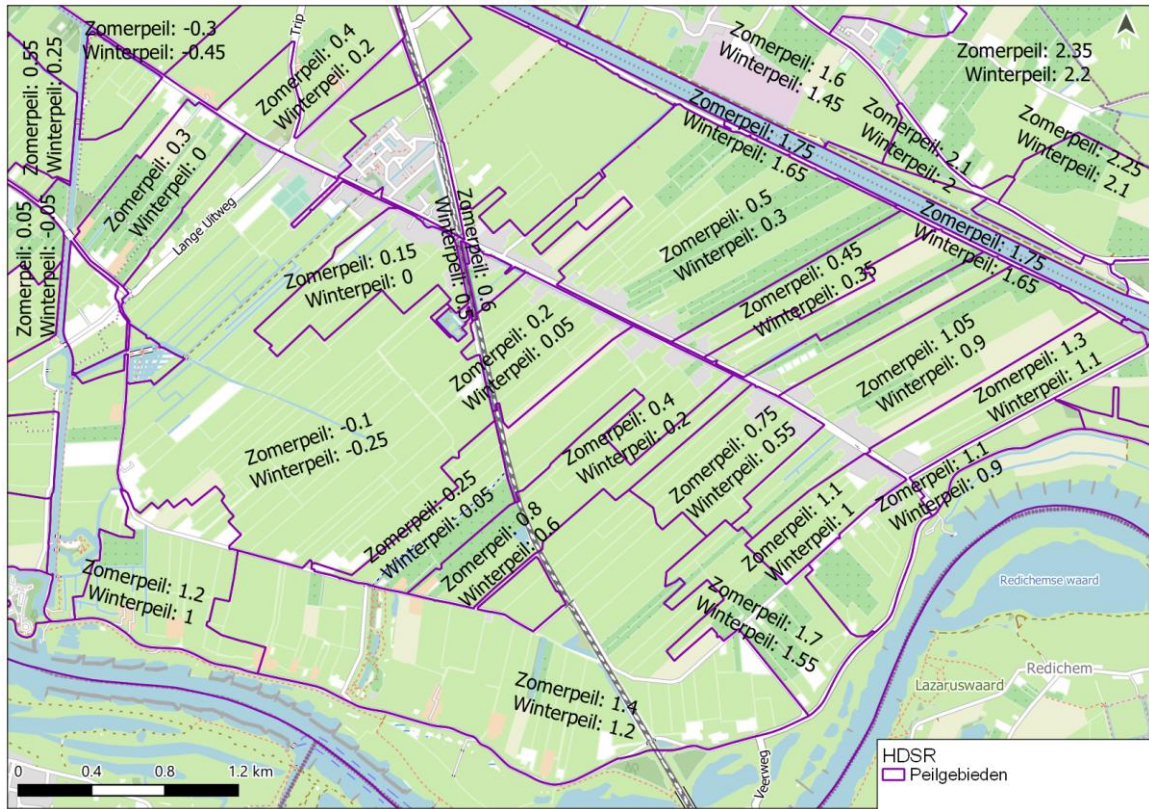 Zomerpeil: -0.3
Winterpeil: -0.45
Zomerpeil: 0.55
Winterpeil: 0.25
Trip
Zomerpeil: 0.4
Winterpeil: 0.2
Zomerpeil: 1.6
Winterpeil: 1.45
Zomerpeil: 2.35
Winterpeil: 2.2
N
Zomerpeil: 1.75
Winterpeil: 1.65
Zomerpeil: 2.1
Winterpeil: 2
Zomerpeil: 2.25
Winterpeil: 2.1
Zomerpeil: 0.3
Winterpeil: 0
Lange Uitweg
Zomerpeil: 0.05
Winterpeil: -0.05
Zomerpeil: 0.15
Winterpeil: 0
Zomerpeil: 0.6
Winterpeil: 0.5
Zomerpeil: 0.5
Winterpeil: 0.3
Zomerpeil: 1.75
Winterpeil: 1.65
Zomerpeil: 0.45
Winterpeil: 0.35
Zomerpeil: 0.2
Winterpeil: 0.05
Zomerpeil: 1.05
Winterpeil: 0.9
Zomerpeil: 1.3
Winterpeil: 1.1
Zomerpeil: -0.1
Winterpeil: -0.25
Zomerpeil: 0.4
Winterpeil: 0.2
Zomerpeil: 0.75
Winterpeil: 0.55
Zomerpeil: 0.25
Winterpeil: 0.05
Zomerpeil: 0.8
Winterpeil: 0.6
Zomerpeil: 1.1
Winterpeil: 1
Zomerpeil: 1.1
Winterpeil: 0.9
Zomerpeil: 1.2
Winterpeil: 1
Zomerpeil: 1.7
Winterpeil: 1.55
Redichemse waard
Redichem
Lazaruswaard
Zomerpeil: 1.4
Winterpeil: 1.2
Veerweg
0 0.4 0.8 1.2 km
HDSR
Peilgebieden